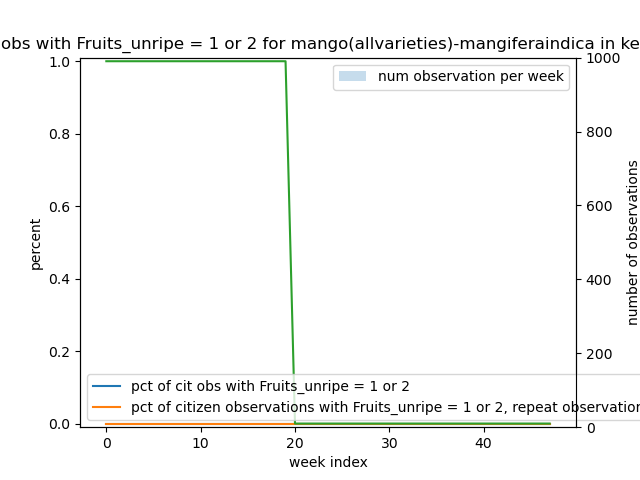 obs with Fruits_unripe = 1 or 2 for mango(allvarieties)-mangiferaindica in ke
num observation per week
1.0
0.8
0.6
0.4
0.2
0.0
percent
1000
800
600
400
200
0
number of observations
pct of cit obs with Fruits_unripe = 1 or 2
pct of citizen observations with Fruits_unripe = 1 or 2, repeat observation
0 10 20 30 40
week index